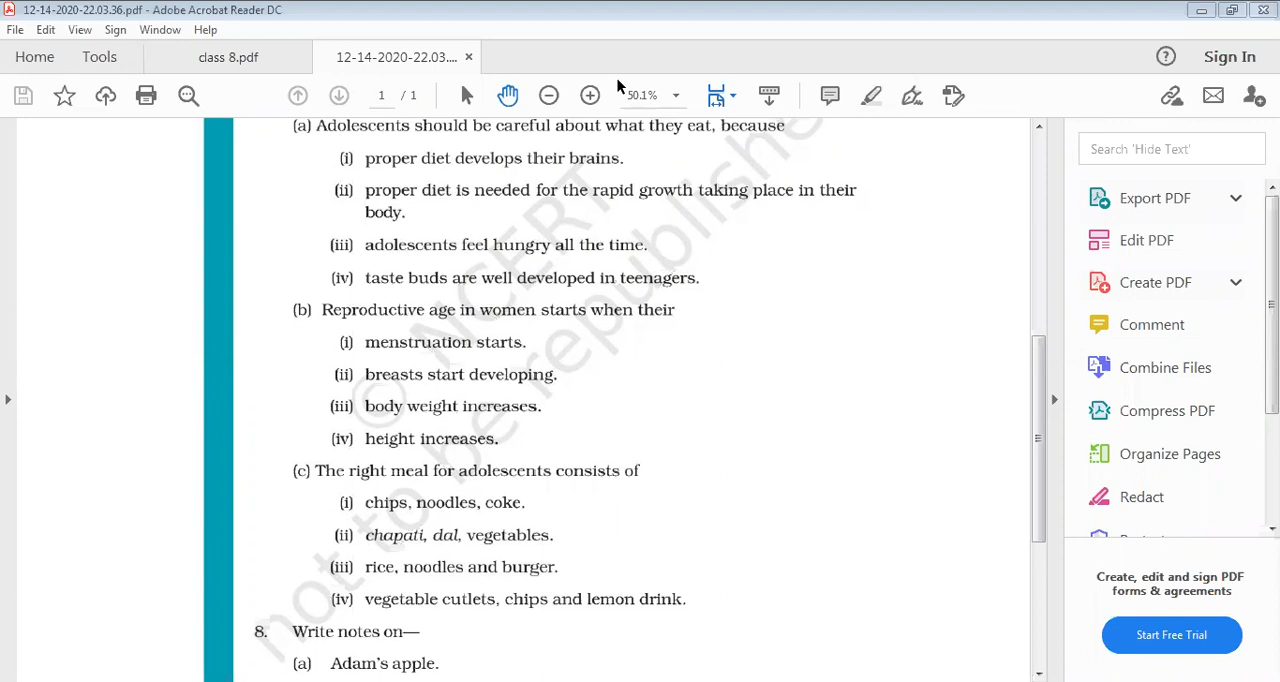 12-14-2020-22.03.36.pdf - Adobe Acrobat Reader DC
File Edit View Sign Window Help
Home Tools class 8.pdf 12-14-2020-22.03.... × Sign In
1 / 1 50.1%
(a) Adolescents should be careful about what they eat, because
(i) proper diet develops their brains.
(ii) proper diet is needed for the rapid growth taking place in their
body.
(iii) adolescents feel hungry all the time.
(iv) taste buds are well developed in teenagers.
(b) Reproductive age in women starts when their
(i) menstruation starts.
(ii) breasts start developing.
(iii) body weight increases.
(iv) height increases.
(c) The right meal for adolescents consists of
(i) chips, noodles, coke.
(ii) chapati, dal, vegetables.
(iii) rice, noodles and burger.
(iv) vegetable cutlets, chips and lemon drink.
8. Write notes on—
(a) Adam's apple.
© NCERT
not to be republished
Search 'Hide Text'
Export PDF
Edit PDF
Create PDF
Comment
Combine Files
Compress PDF
Organize Pages
Redact
Create, edit and sign PDF
forms & agreements
Start Free Trial